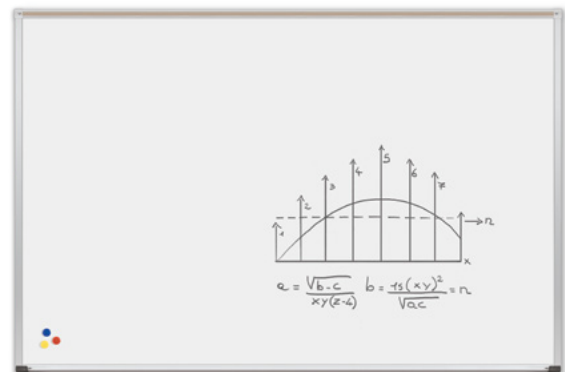 5
4
6
3
7
2
1
n
x
a = √b-c / xy(z-4) b = 15(xy)² / √ac = n